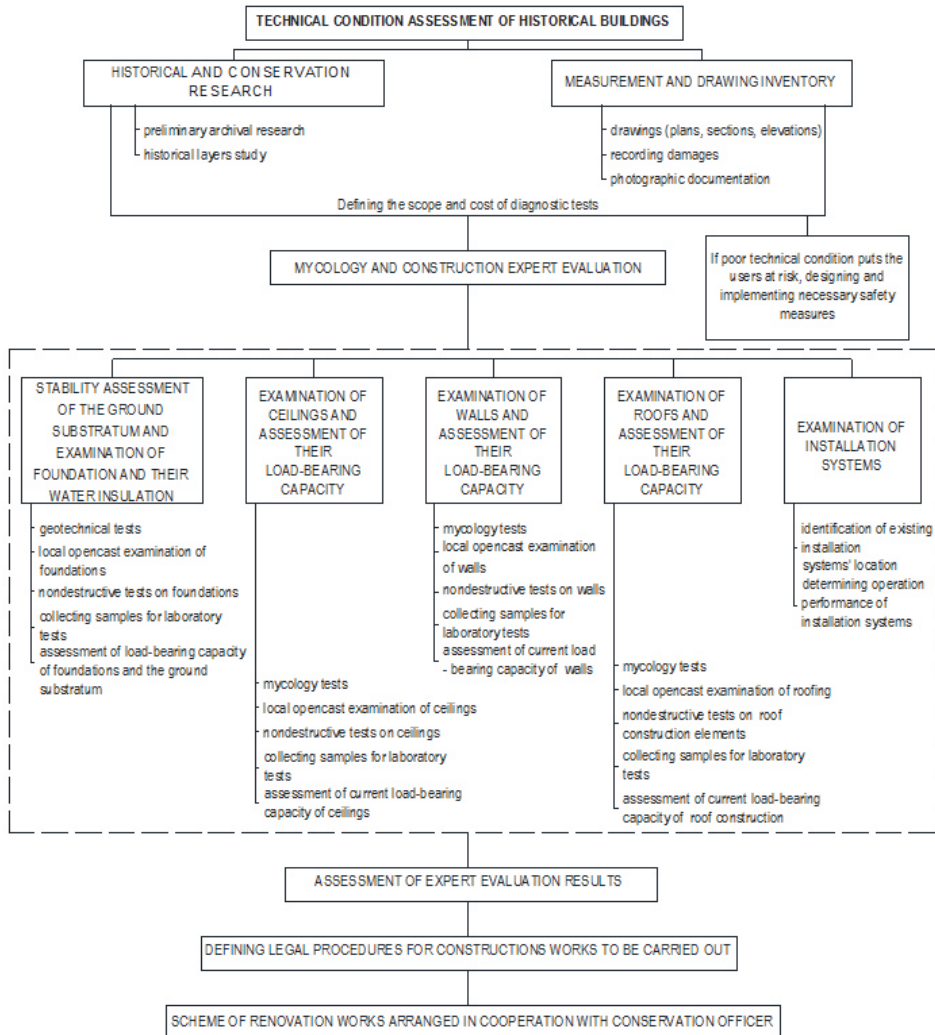 TECHNICAL CONDITION ASSESSMENT OF HISTORICAL BUILDINGS
HISTORICAL AND CONSERVATION
RESEARCH
preliminary archival research
historical layers study
MEASUREMENT AND DRAWING INVENTORY
drawings (plans, sections, elevations)
recording damages
photographic documentation
Defining the scope and cost of diagnostic tests
MYCOLOGY AND CONSTRUCTION EXPERT EVALUATION
If poor technical condition puts the
users at risk, designing and
implementing necessary safety
measures
STABILITY ASSESSMENT
OF THE GROUND
SUBSTRATUM AND
EXAMINATION OF
FOUNDATION AND THEIR
WATER INSULATION
geotechnical tests
local opencast examination of
foundations
nondestructive tests on foundations
collecting samples for laboratory
tests
assessment of load-bearing capacity
of foundations and the ground
substratum
EXAMINATION OF
CEILINGS AND
ASSESSMENT OF
THEIR
LOAD-BEARING
CAPACITY
mycology tests
local opencast examination of ceilings
nondestructive tests on ceilings
collecting samples for laboratory
tests
assessment of current load-bearing
capacity of ceilings
EXAMINATION OF
WALLS AND
ASSESSMENT OF
THEIR
LOAD-BEARING
CAPACITY
mycology tests
local opencast examination
of walls
nondestructive tests on walls
collecting samples for
laboratory tests
assessment of current load
- bearing capacity of walls
EXAMINATION OF
ROOFS AND
ASSESSMENT OF
THEIR
LOAD-BEARING
CAPACITY
mycology tests
local opencast examination of roofing
nondestructive tests on roof
construction elements
collecting samples for laboratory
tests
assessment of current load-bearing
capacity of roof construction
EXAMINATION OF
INSTALLATION
SYSTEMS
identification of existing
installation
systems' location
determining operation
performance of
installation systems
ASSESSMENT OF EXPERT EVALUATION RESULTS
DEFINING LEGAL PROCEDURES FOR CONSTRUCTIONS WORKS TO BE CARRIED OUT
SCHEME OF RENOVATION WORKS ARRANGED IN COOPERATION WITH CONSERVATION OFFICER